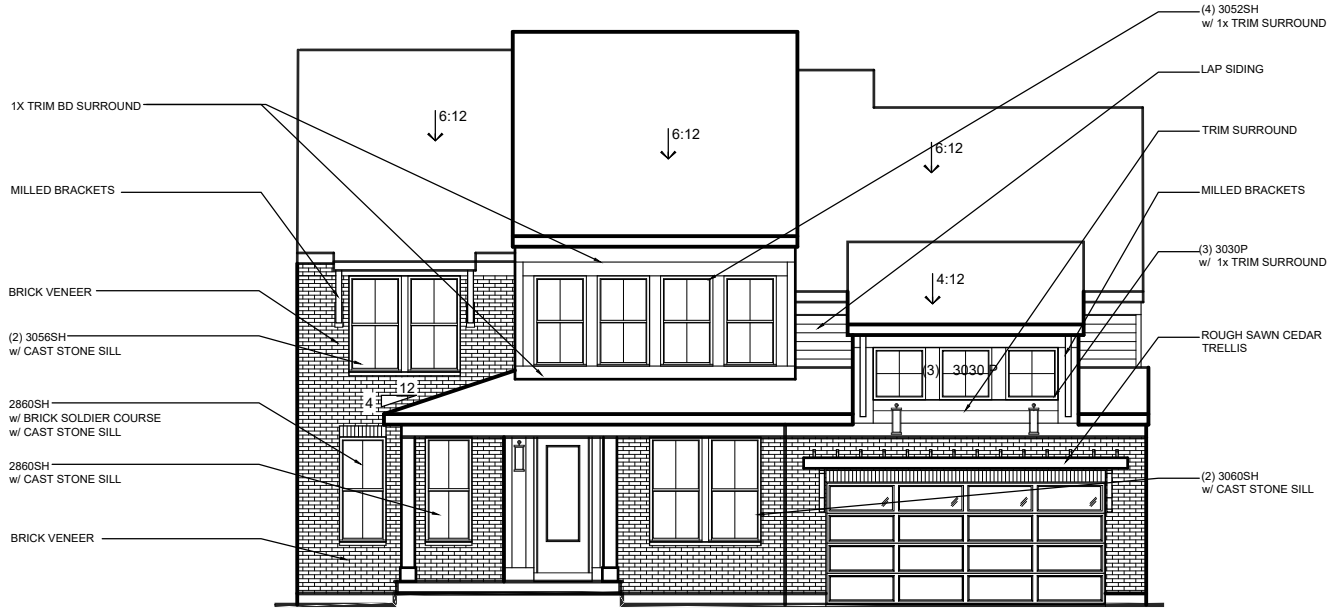 1X TRIM BD SURROUND
MILLED BRACKETS
BRICK VENEER
(2) 3056SH
w/ CAST STONE SILL
2860SH
w/ BRICK SOLDIER COURSE
w/ CAST STONE SILL
2860SH
w/ CAST STONE SILL
BRICK VENEER
6:12
6:12
6:12
4:12
12
4
(3) 3030 P
(4) 3052SH
w/ 1x TRIM SURROUND
LAP SIDING
TRIM SURROUND
MILLED BRACKETS
(3) 3030P
w/ 1x TRIM SURROUND
ROUGH SAWN CEDAR
TRELLIS
(2) 3060SH
w/ CAST STONE SILL